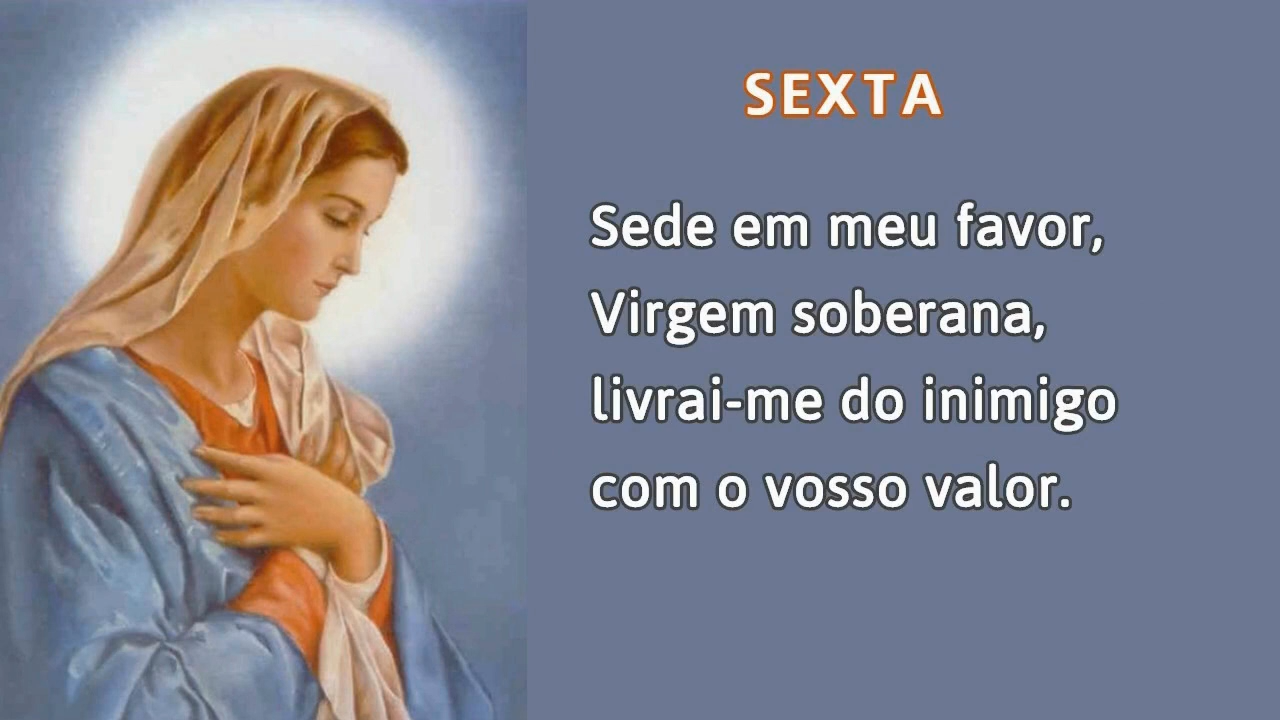 SEXTA
Sede em meu favor,
Virgem soberana,
livrai-me do inimigo
com o vosso valor.